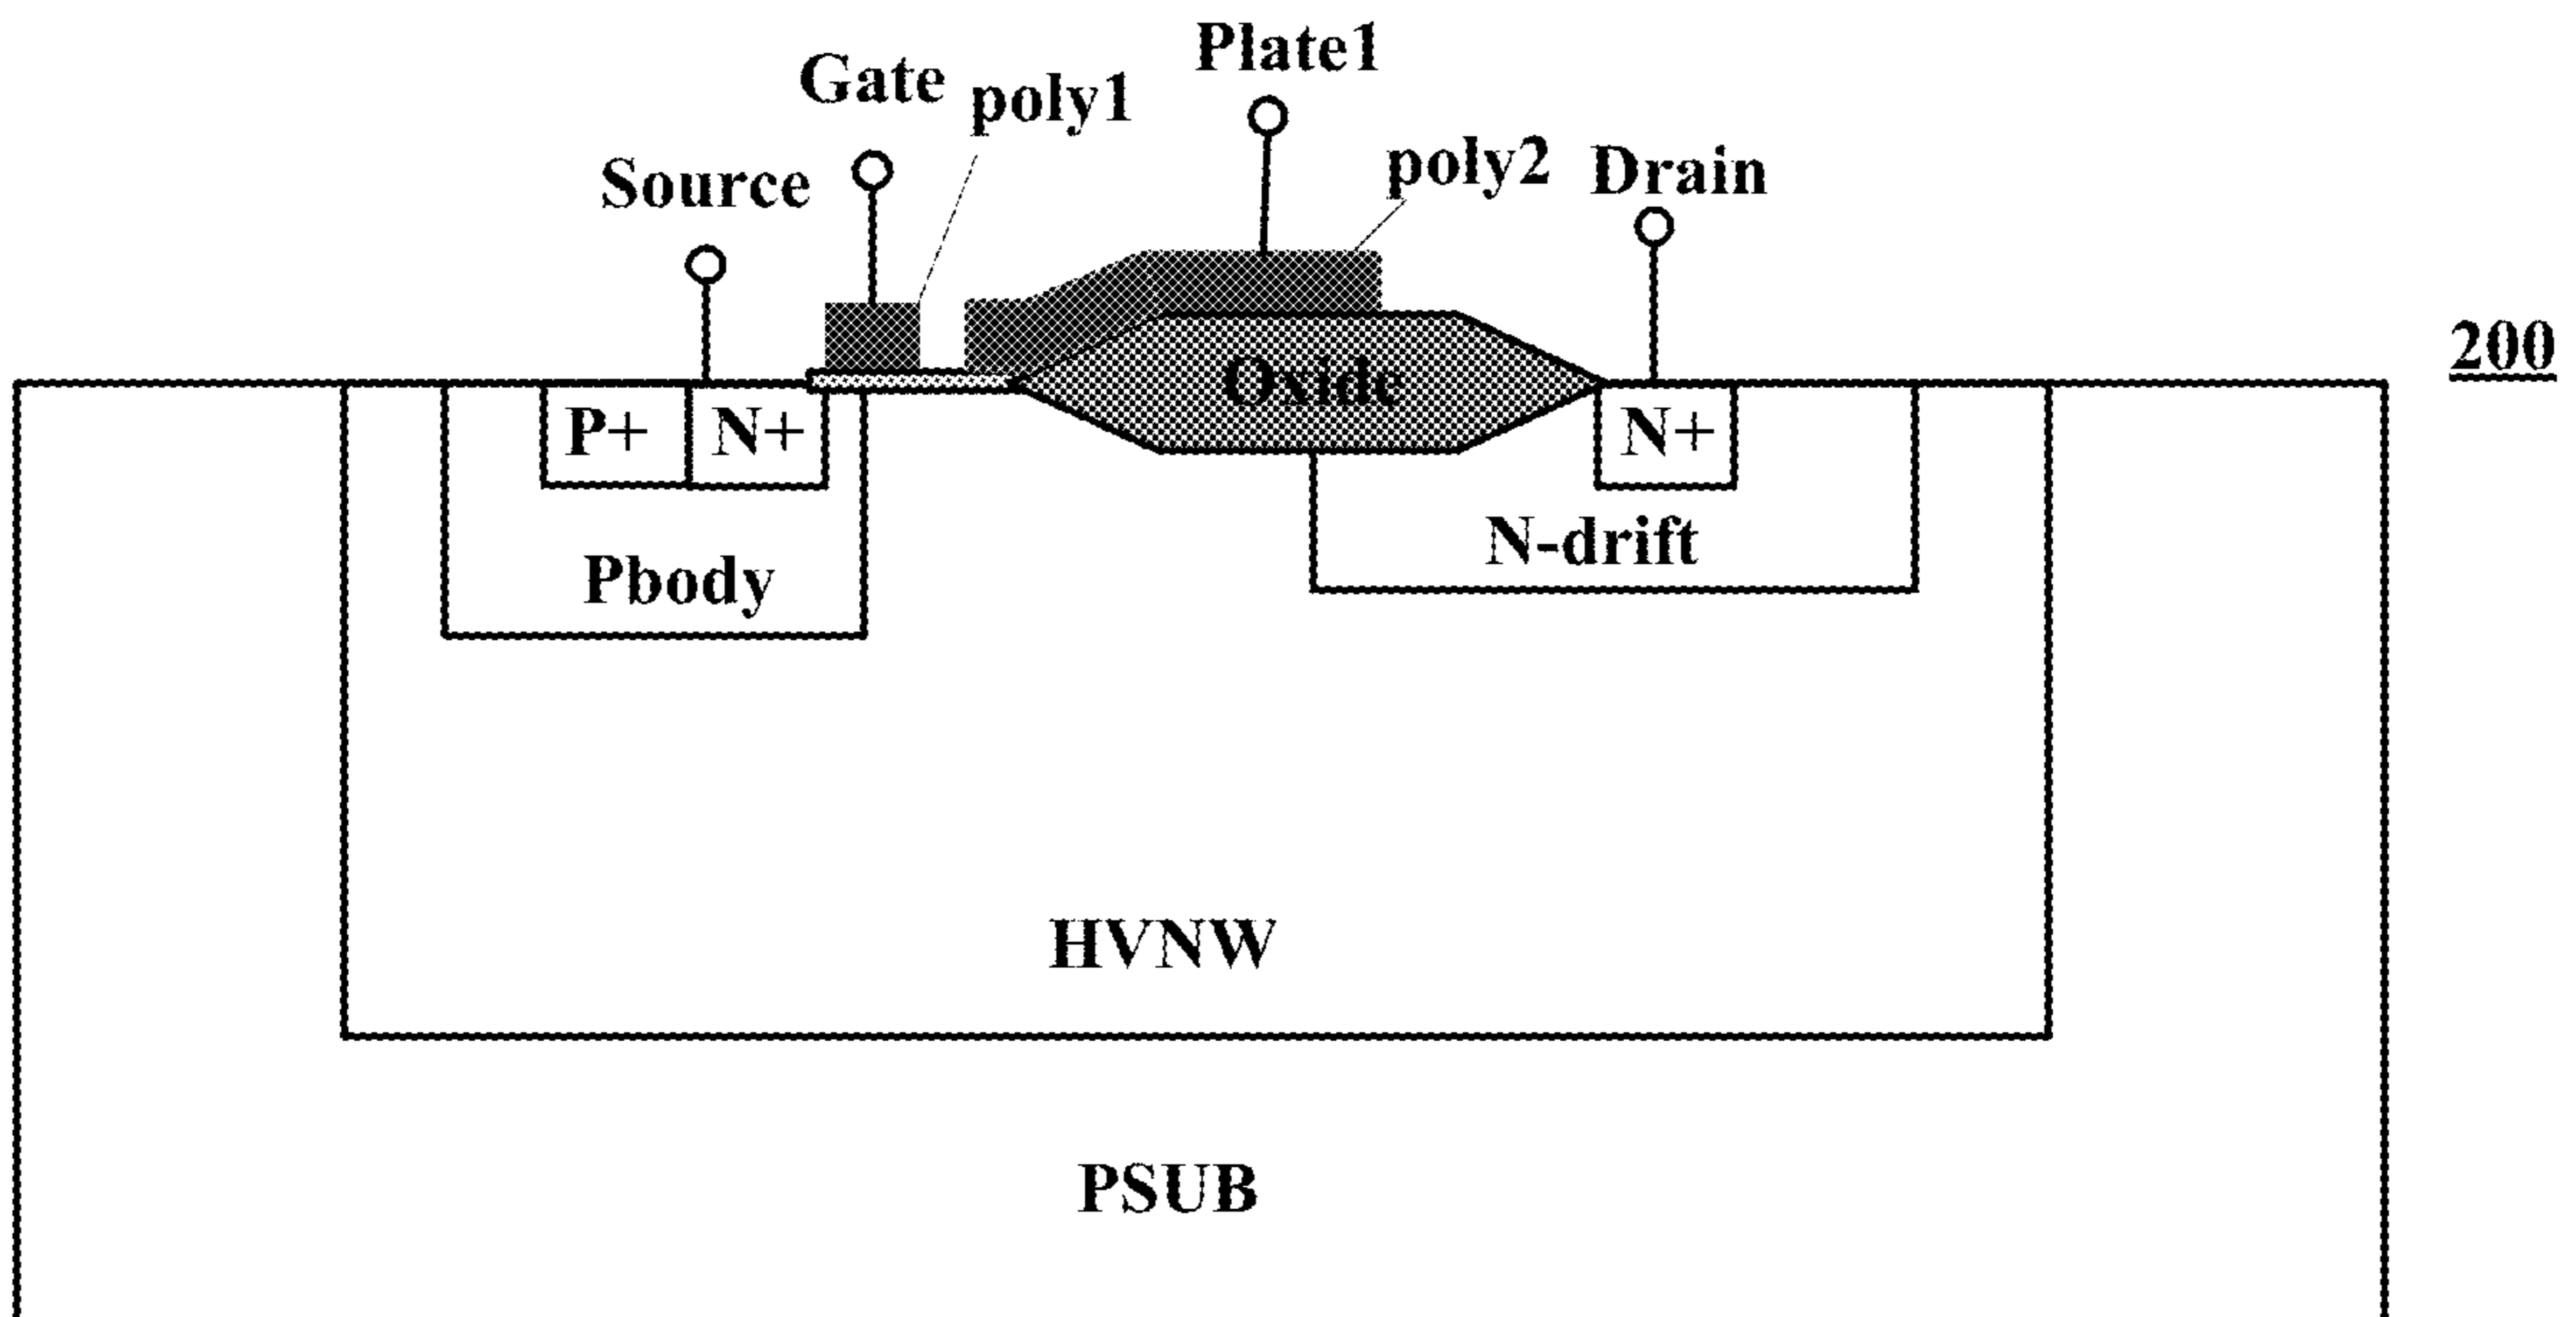 Plate1
Gate poly1
poly2 Drain
Source
200
Oxide
P+ N+ N+
N-drift
Pbody
HVNW
PSUB